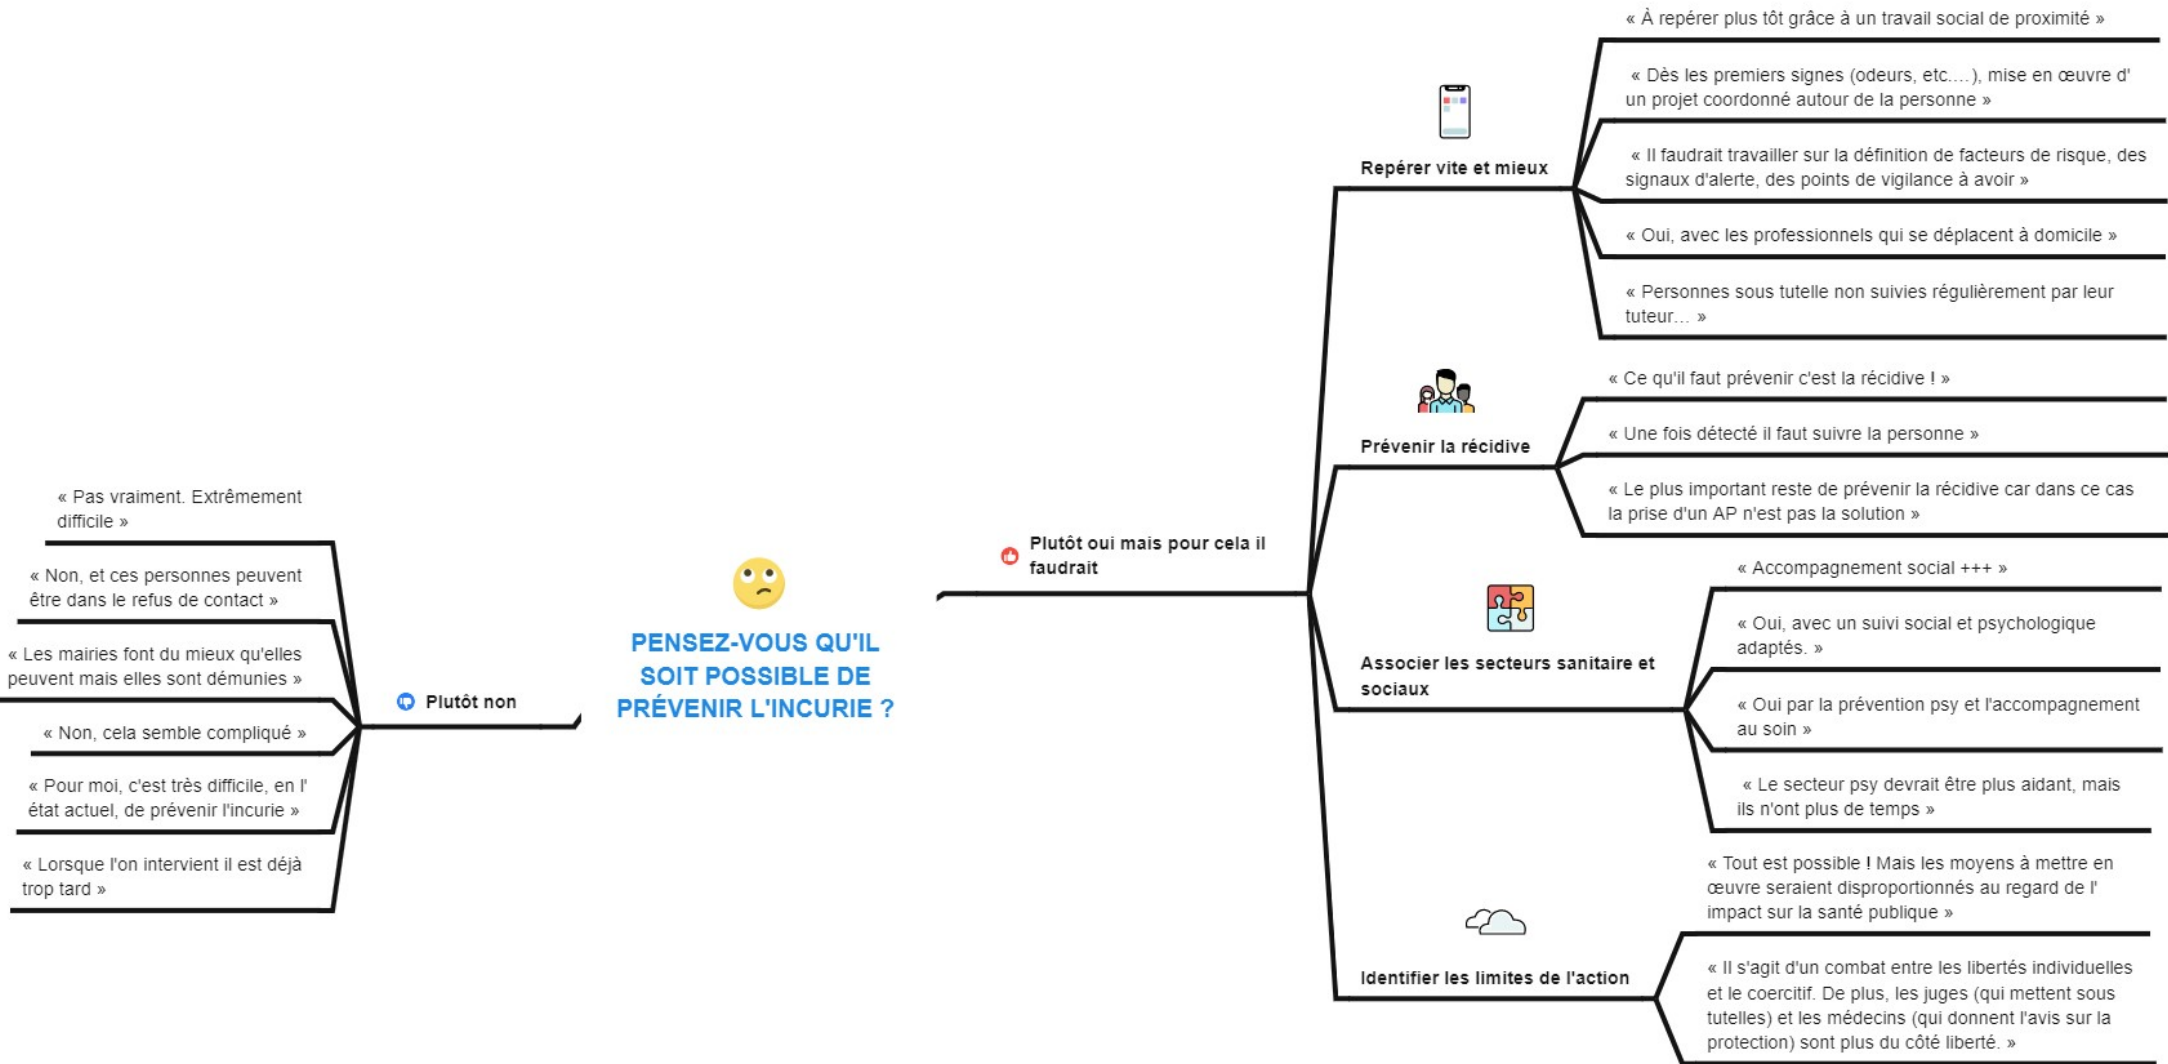 PENSEZ-VOUS QU'IL
SOIT POSSIBLE DE
PRÉVENIR L'INCURIE ?
Plutôt non
« Pas vraiment. Extrêmement
difficile »
« Non, et ces personnes peuvent
être dans le refus de contact »
« Les mairies font du mieux qu'elles
peuvent mais elles sont démunies »
« Non, cela semble compliqué »
« Pour moi, c'est très difficile, en l'
état actuel, de prévenir l'incurie »
« Lorsque l'on intervient il est déjà
trop tard »
Plutôt oui mais pour cela il
faudrait
Repérer vite et mieux
« À repérer plus tôt grâce à un travail social de proximité »
« Dès les premiers signes (odeurs, etc....), mise en œuvre d'
un projet coordonné autour de la personne »
« Il faudrait travailler sur la définition de facteurs de risque, des
signaux d'alerte, des points de vigilance à avoir »
« Oui, avec les professionnels qui se déplacent à domicile »
« Personnes sous tutelle non suivies régulièrement par leur
tuteur... »
Prévenir la récidive
« Ce qu'il faut prévenir c'est la récidive ! »
« Une fois détecté il faut suivre la personne »
« Le plus important reste de prévenir la récidive car dans ce cas
la prise d'un AP n'est pas la solution »
Associer les secteurs sanitaire et
sociaux
« Accompagnement social +++ »
« Oui, avec un suivi social et psychologique
adaptés. »
« Oui par la prévention psy et l'accompagnement
au soin »
« Le secteur psy devrait être plus aidant, mais
ils n'ont plus de temps »
Identifier les limites de l'action
« Tout est possible ! Mais les moyens à mettre en
œuvre seraient disproportionnés au regard de l'
impact sur la santé publique »
« Il s'agit d'un combat entre les libertés individuelles
et le coercitif. De plus, les juges (qui mettent sous
tutelles) et les médecins (qui donnent l'avis sur la
protection) sont plus du côté liberté. »